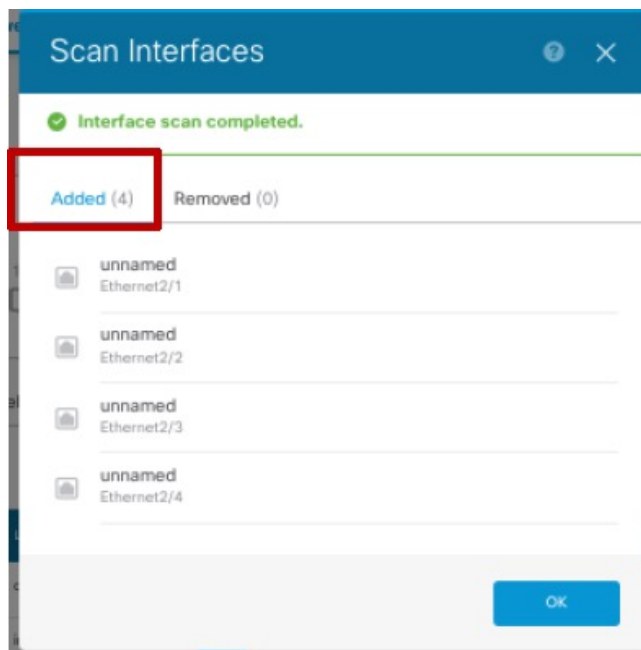 Scan Interfaces
Interface scan completed.
Added (4) Removed (0)
unnamed
Ethernet2/1
unnamed
Ethernet2/2
unnamed
Ethernet2/3
unnamed
Ethernet2/4
OK